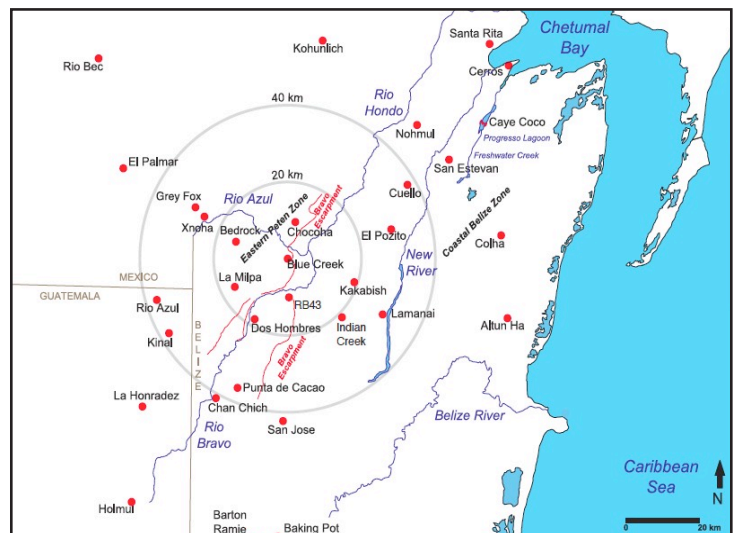 Santa Rita
Chetumal
Bay
Kohunlich
Rio Bec
Cerros
Rio
Hondo
40 km
Caye Coco
Nohmul
Progresso Lagoon
Freshwater Creek
El Palmar
San Estevan
20 km
Grey Fox
Rio Azul
Cuello
Xnoha
Bedrock
Eastern Peten Zone
Bravo
Escarpment
Chocoha
El Pozito
Coastal Belize Zone
Colha
New
River
Blue Creek
MEXICO
GUATEMALA
La Milpa
Kakabish
Rio Azul
RB43
Lamanai
Altun Ha
BELIZE
Dos Hombres
Indian
Creek
Kinal
Bravo
Escarpment
Punta de Cacao
La Honradez
Chan Chich
San Jose
Belize River
Rio
Bravo
Caribbean
Sea
N
Holmul
Barton
Ramie
Baking Pot
20 km